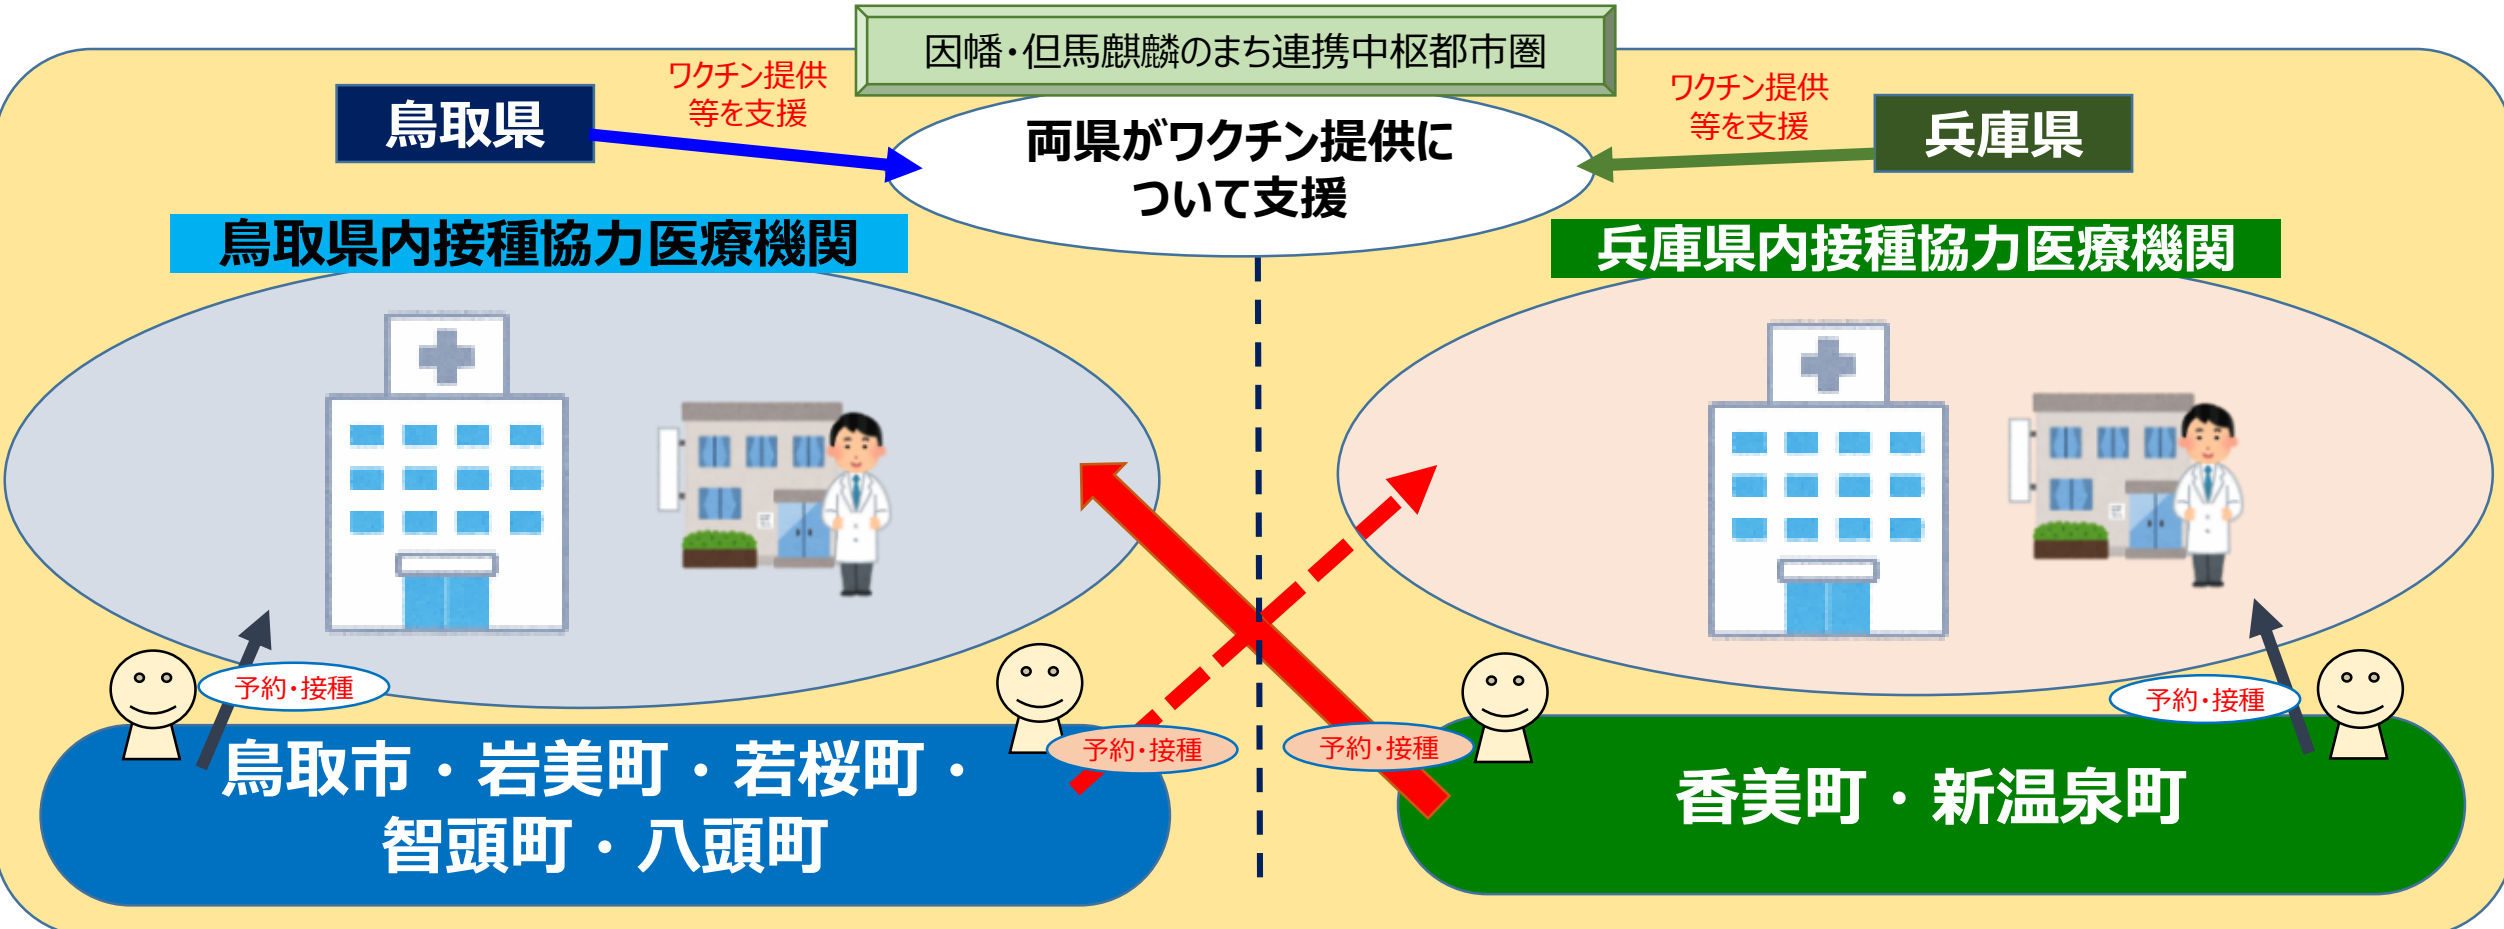 因幡・但馬麒麟のまち連携中枢都市圏
鳥取県
ワクチン提供
等を支援
両県がワクチン提供に
ついて支援
ワクチン提供
等を支援
兵庫県
鳥取県内接種協力医療機関
兵庫県内接種協力医療機関
予約・接種
予約・接種
予約・接種
予約・接種
鳥取市・岩美町・若桜町・
智頭町・八頭町
香美町・新温泉町